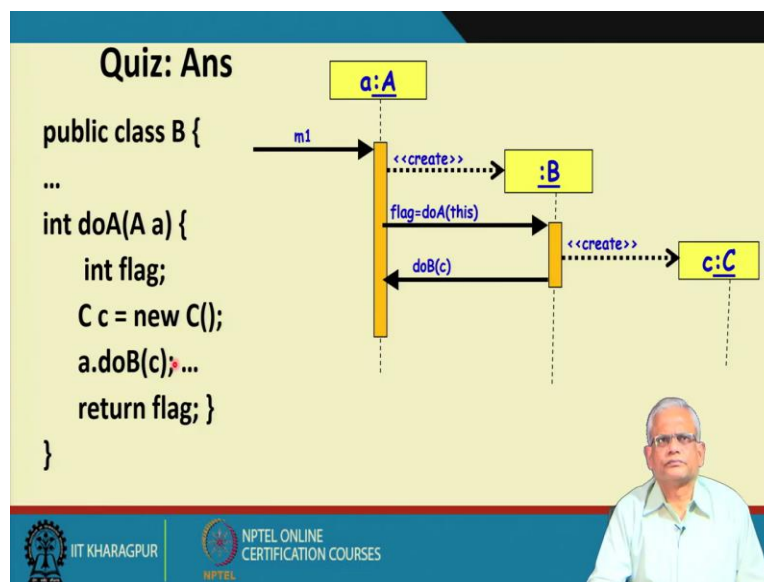 Quiz: Ans
public class B {
...
int doA(A a) {
int flag;
C c = new C();
a.doB(c); ...
return flag; }
}
a:A
m1
<<create>>
:B
flag=doA(this)
<<create>>
c:C
doB(c)
IIT KHARAGPUR
NPTEL
NPTEL ONLINE
CERTIFICATION COURSES